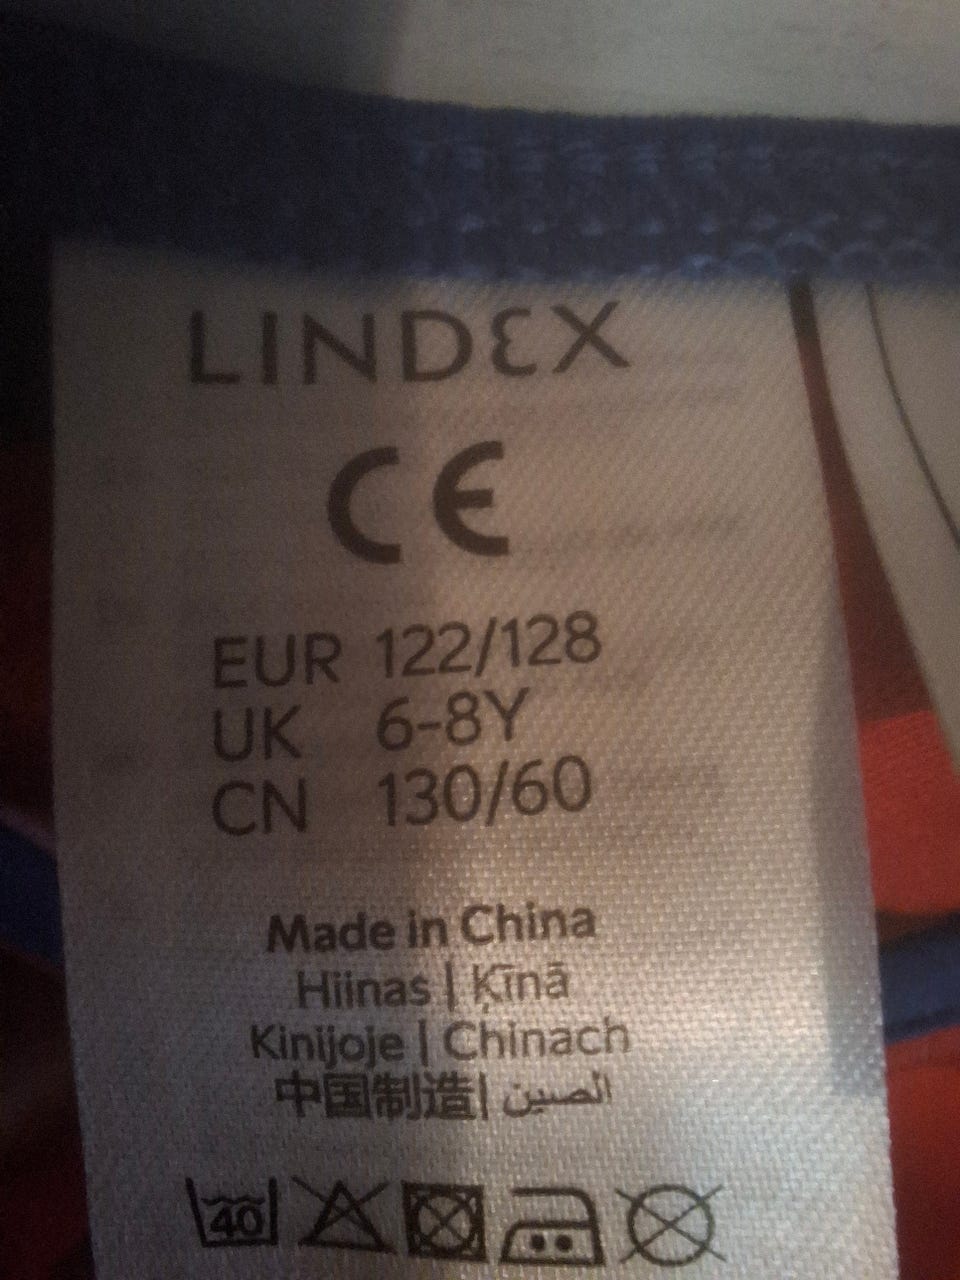 LINDEX
CE
EUR 122/128
UK 6-8Y
CN 130/60
Made in China
Hiinas | Ķīnā
Kinijoje | Chinach
中国制造| الصين
40